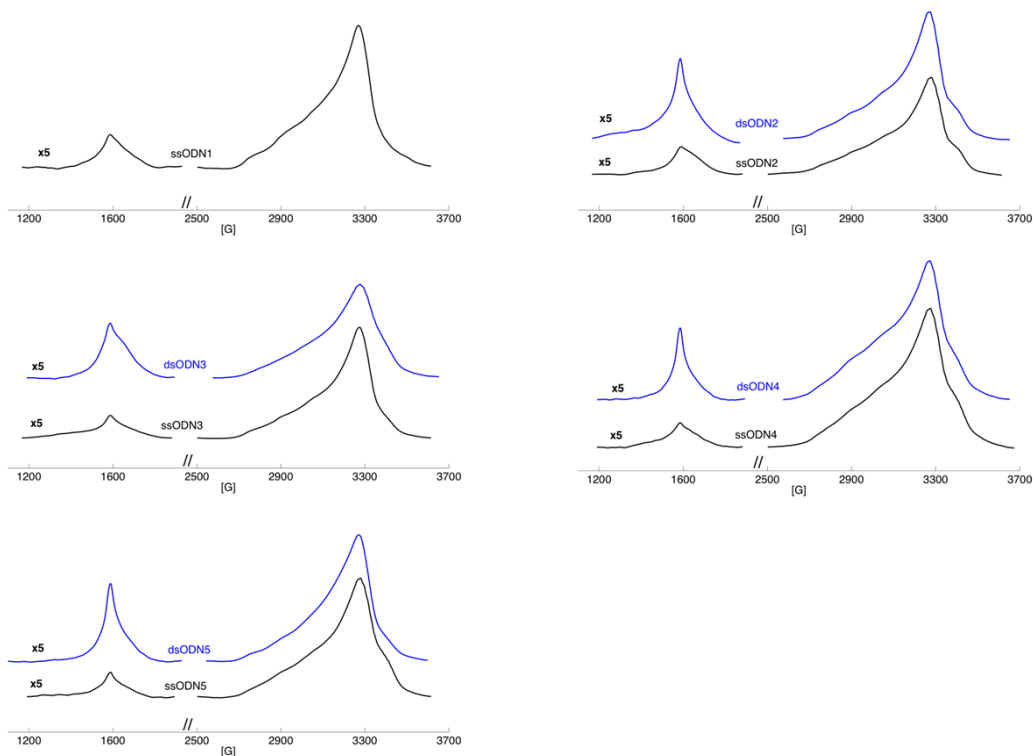 x5 ssODN1
//
1200 1600 2500 2900 3300 3700
[G]
x5 dsODN2
x5 ssODN2
//
1200 1600 2500 2900 3300 3700
[G]
x5 dsODN3
x5 ssODN3
//
1200 1600 2500 2900 3300 3700
[G]
x5 dsODN4
x5 ssODN4
//
1200 1600 2500 2900 3300 3700
[G]
x5 dsODN5
x5 ssODN5
//
1200 1600 2500 2900 3300 3700
[G]